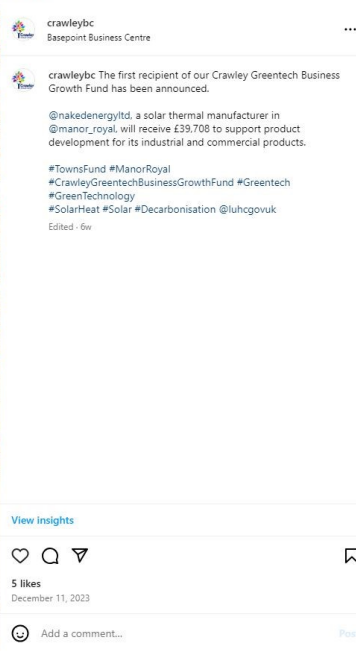 crawleybc
Basepoint Business Centre
crawleybc The first recipient of our Crawley Greentech Business
Growth Fund has been announced.
@nakedenergyltd, a solar thermal manufacturer in
@manor_royal, will receive £39,708 to support product
development for its industrial and commercial products.
#TownsFund #ManorRoyal
#CrawleyGreentechBusinessGrowthFund #Greentech
#GreenTechnology
#SolarHeat #Solar #Decarbonisation @luhcgovuk
Edited · 6w
View insights
5 likes
December 11, 2023
Add a comment...